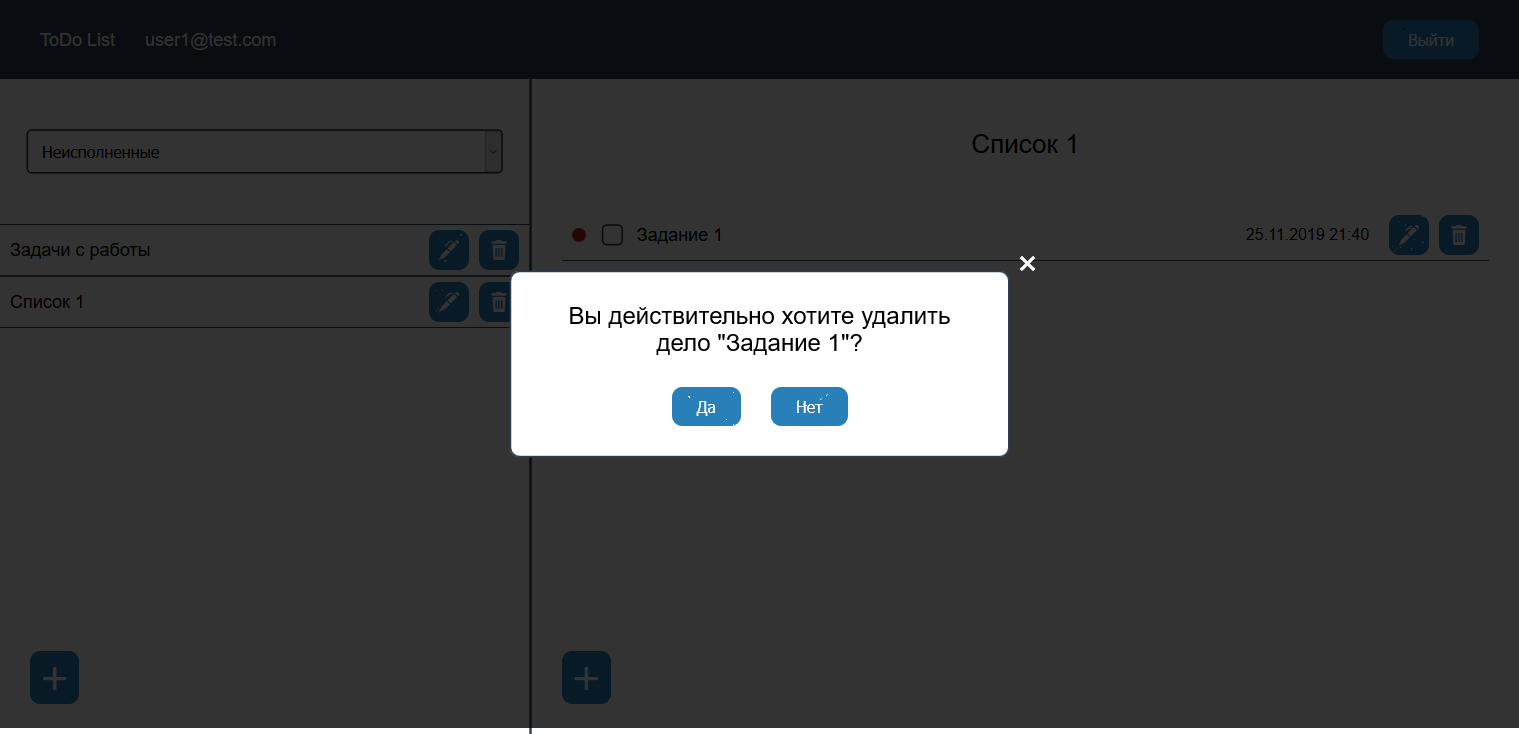 ToDo List user1@test.com Выйти
Неисполненные
Задачи с работы
Список 1
Список 1
Задание 1 25.11.2019 21:40
Вы действительно хотите удалить
дело "Задание 1"?
Да Нет